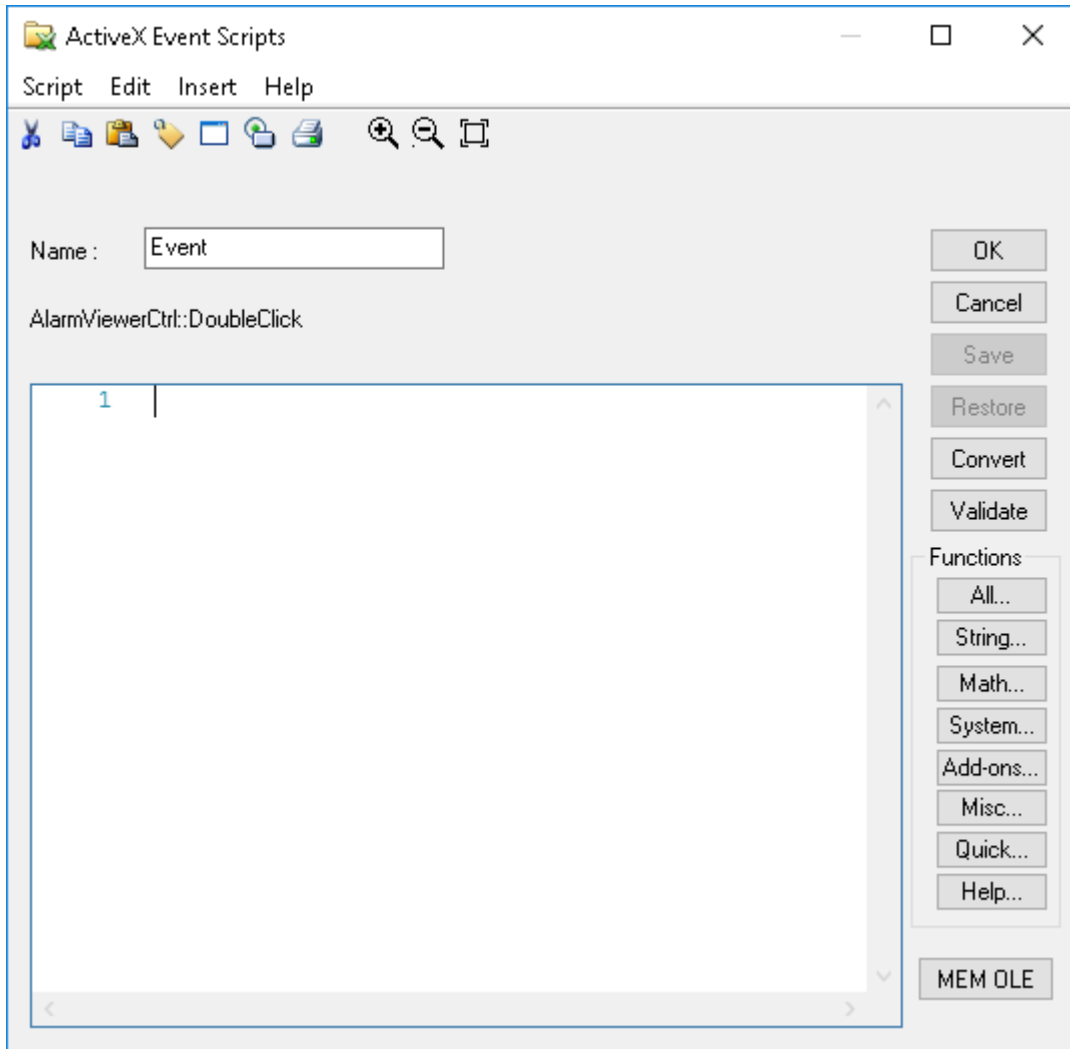 ActiveX Event Scripts
Script Edit Insert Help
Name : Event
OK
Cancel
AlarmViewerCtrl::DoubleClick
Save
1
Restore
Convert
Validate
Functions
All...
String...
Math...
System...
Add-ons...
Misc...
Quick...
Help...
MEM OLE